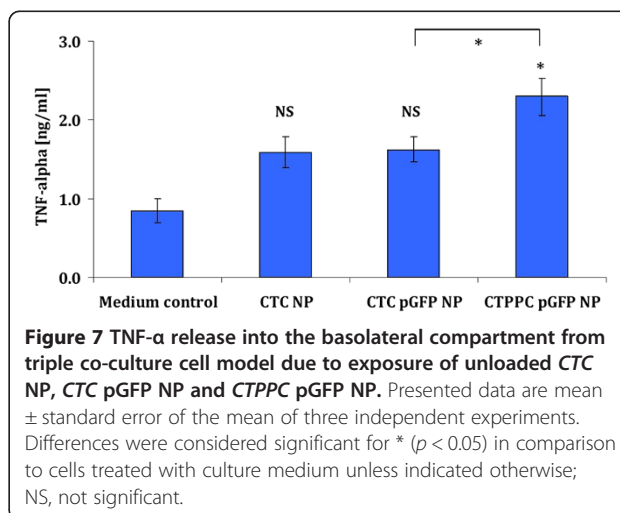 3.0
*
*
NS
NS
2.0
1.0
0.0
TNF-alpha [ng/ml]
Medium control CTC NP CTC pGFP NP CTPPC pGFP NP
Figure 7 TNF-α release into the basolateral compartment from
triple co-culture cell model due to exposure of unloaded CTC
NP, CTC pGFP NP and CTPPC pGFP NP. Presented data are mean
± standard error of the mean of three independent experiments.
Differences were considered significant for * (p < 0.05) in comparison
to cells treated with culture medium unless indicated otherwise;
NS, not significant.